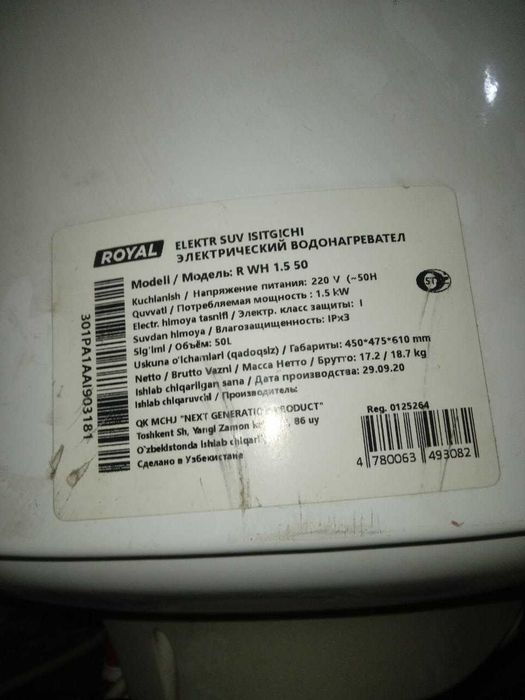 ROYAL
ELEKTR SUV ISITGICHI
ЭЛЕКТРИЧЕСКИЙ ВОДОНАГРЕВАТЕЛ
Modeli / Модель: R WH 1.5 50
Kuchlanish / Напряжение питания: 220 V (~50H
Quvvati / Потребляемая мощность : 1.5 kW
Electr. himoya tasnifi / Электр. класс защиты: I
Suvdan himoya / Влагозащищенность: IPx3
Sig'imi / Объём: 50L
Uskuna o'lchamlari (qadoqsiz) / Габариты: 450*475*610 mm
Netto / Brutto Vazni / Масса Нетто / Брутто: 17.2 / 18.7 kg
Ishlab chiqarilgan sana / Дата производства: 29.09.20
Ishlab chiqaruvchi / Производитель:
QK MCHJ "NEXT GENERATION PRODUCT"
Toshkent Sh, Yangi Zamon 86 uy
O'zbekistonda Ishlab
Сделано в Узбекистане
Reg. 0125264
4 780063 493082
301PA1AAI903181